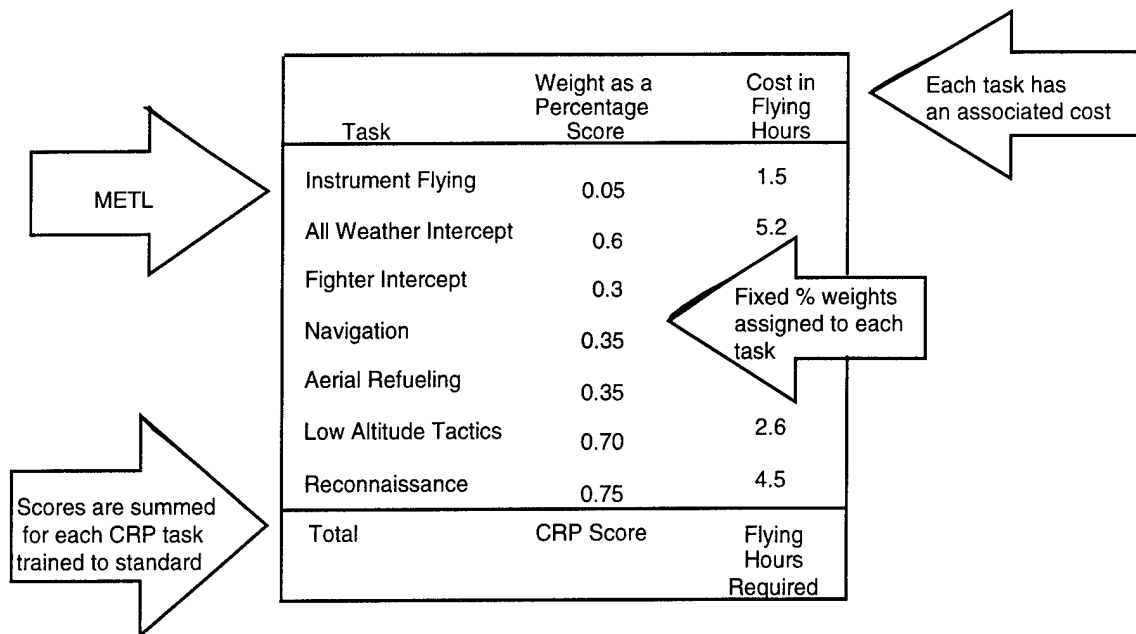 Task
Weight as a
Percentage
Score
Cost in
Flying
Hours
Each task has
an associated cost
METL
Instrument Flying 0.05 1.5
All Weather Intercept 0.6 5.2
Fighter Intercept 0.3
Navigation 0.35
Aerial Refueling 0.35
Fixed % weights
assigned to each
task
Low Altitude Tactics 0.70 2.6
Reconnaissance 0.75 4.5
Scores are summed
for each CRP task
trained to standard
Total CRP Score Flying
Hours
Required